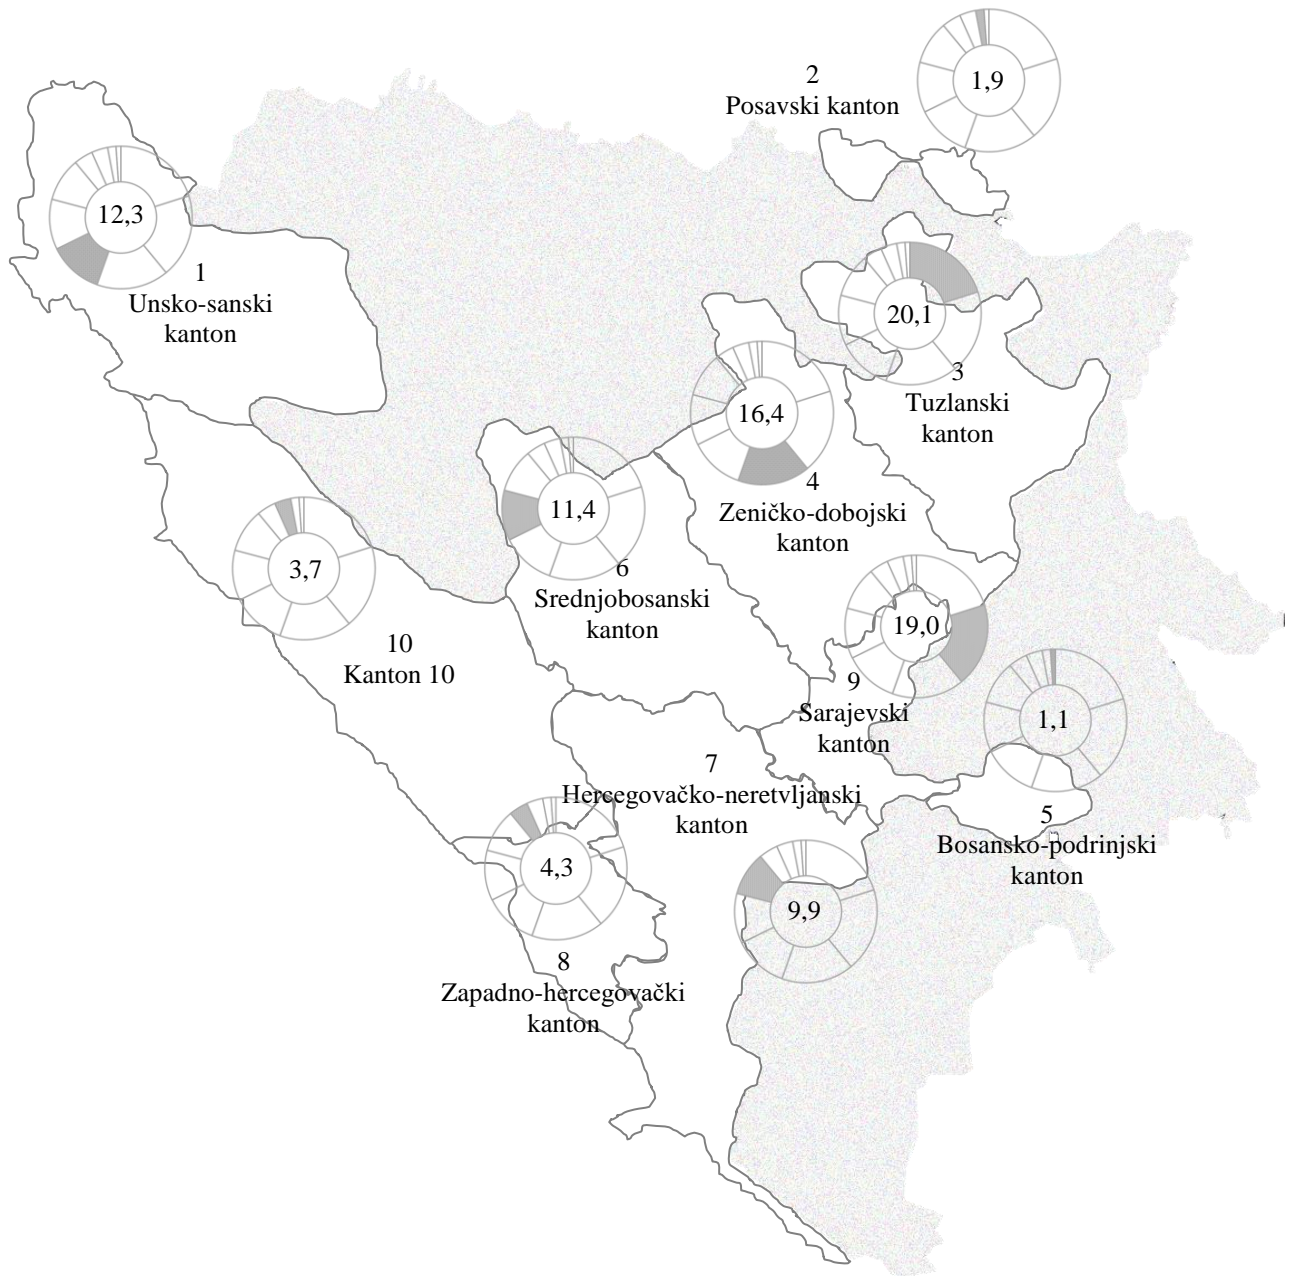 1,9
2
Posavski kanton
12,3
1
Unsko-sanski
kanton
20,1
3
Tuzlanski
kanton
16,4
4
Zeničko-dobojski
kanton
11,4
6
Srednjobosanski
kanton
3,7
10
Kanton 10
19,0
9
Sarajevski
kanton
1,1
5
Bosansko-podrinjski
kanton
7
Hercegovačko-neretvljanski
kanton
9,9
4,3
8
Zapadno-hercegovački
kanton